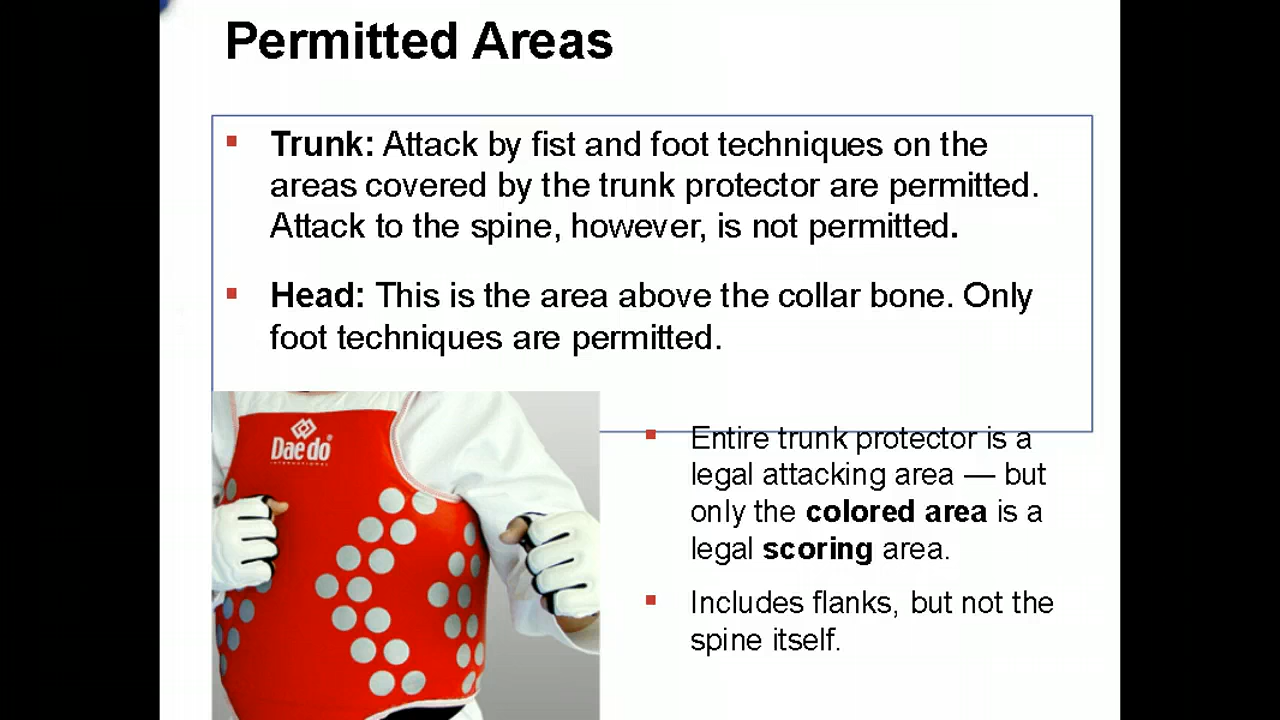 Permitted Areas
▪ Trunk: Attack by fist and foot techniques on the
areas covered by the trunk protector are permitted.
Attack to the spine, however, is not permitted.
▪ Head: This is the area above the collar bone. Only
foot techniques are permitted.
Dae do
INTERNATIONAL
▪ Entire trunk protector is a
legal attacking area — but
only the colored area is a
legal scoring area.
▪ Includes flanks, but not the
spine itself.